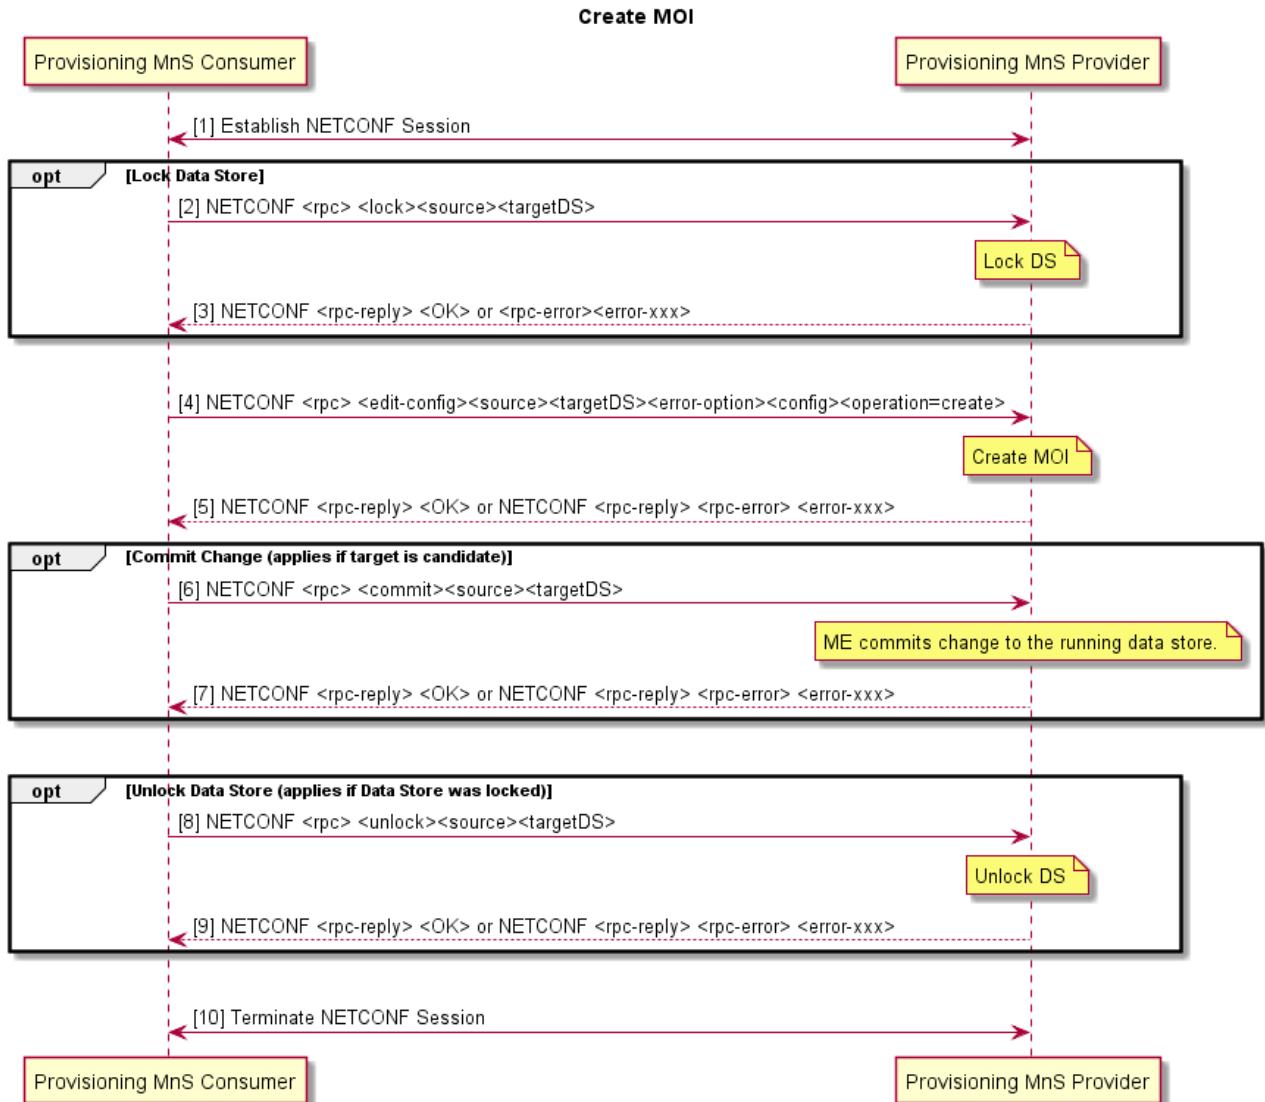 Create MOI
Provisioning MnS Consumer
Provisioning MnS Provider
[1] Establish NETCONF Session
opt
[Lock Data Store]
[2] NETCONF <rpc> <lock><source><targetDS>
Lock DS
[3] NETCONF <rpc-reply> <OK> or <rpc-error><error-xxx>
[4] NETCONF <rpc> <edit-config><source><targetDS><error-option><config><operation=create>
Create MOI
[5] NETCONF <rpc-reply> <OK> or NETCONF <rpc-reply> <rpc-error> <error-xxx>
opt
[Commit Change (applies if target is candidate)]
[6] NETCONF <rpc> <commit><source><targetDS>
ME commits change to the running data store.
[7] NETCONF <rpc-reply> <OK> or NETCONF <rpc-reply> <rpc-error> <error-xxx>
opt
[Unlock Data Store (applies if Data Store was locked)]
[8] NETCONF <rpc> <unlock><source><targetDS>
Unlock DS
[9] NETCONF <rpc-reply> <OK> or NETCONF <rpc-reply> <rpc-error> <error-xxx>
[10] Terminate NETCONF Session
Provisioning MnS Consumer
Provisioning MnS Provider